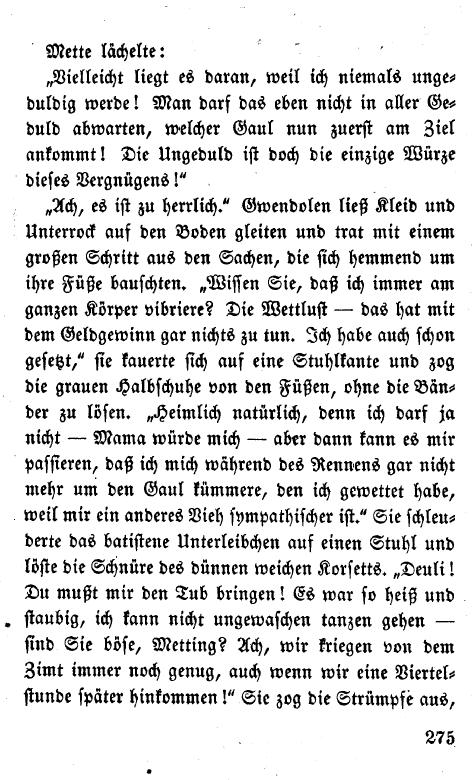 Mette lächelte:
„Vielleicht liegt es daran, weil ich niemals unge-
duldig werde! Man darf das eben nicht in aller Ge-
duld abwarten, welcher Gaul nun zuerst am Ziel
ankommt! Die Ungeduld ist doch die einzige Würze
dieses Vergnügens!“
„Ach, es ist zu herrlich.“ Gwendolen ließ Kleid und
Unterrock auf den Boden gleiten und trat mit einem
großen Schritt aus den Sachen, die sich hemmend um
ihre Füße bauschten. „Wissen Sie, daß ich immer am
ganzen Körper vibriere? Die Wettlust — das hat mit
dem Geldgewinn gar nichts zu tun. Ich habe auch schon
gesetzt,“ sie kauerte sich auf eine Stuhlkante und zog
die grauen Halbschuhe von den Füßen, ohne die Bän-
der zu lösen. „Heimlich natürlich, denn ich darf ja
nicht — Mama würde mich — aber dann kann es mir
passieren, daß ich mich während des Rennens gar nicht
mehr um den Gaul kümmere, den ich gewettet habe,
weil mir ein anderes Vieh sympathischer ist.“ Sie schleu-
derte das batistene Unterleibchen auf einen Stuhl und
löste die Schnüre des dünnen weichen Korsetts. „Deuli!
Du mußt mir den Tub bringen! Es war so heiß und
staubig, ich kann nicht ungewaschen tanzen gehen —
sind Sie böse, Metting? Ach, wir kriegen von dem
Zimt immer noch genug, auch wenn wir eine Viertel-
stunde später hinkommen!“ Sie zog die Strümpfe aus,
275